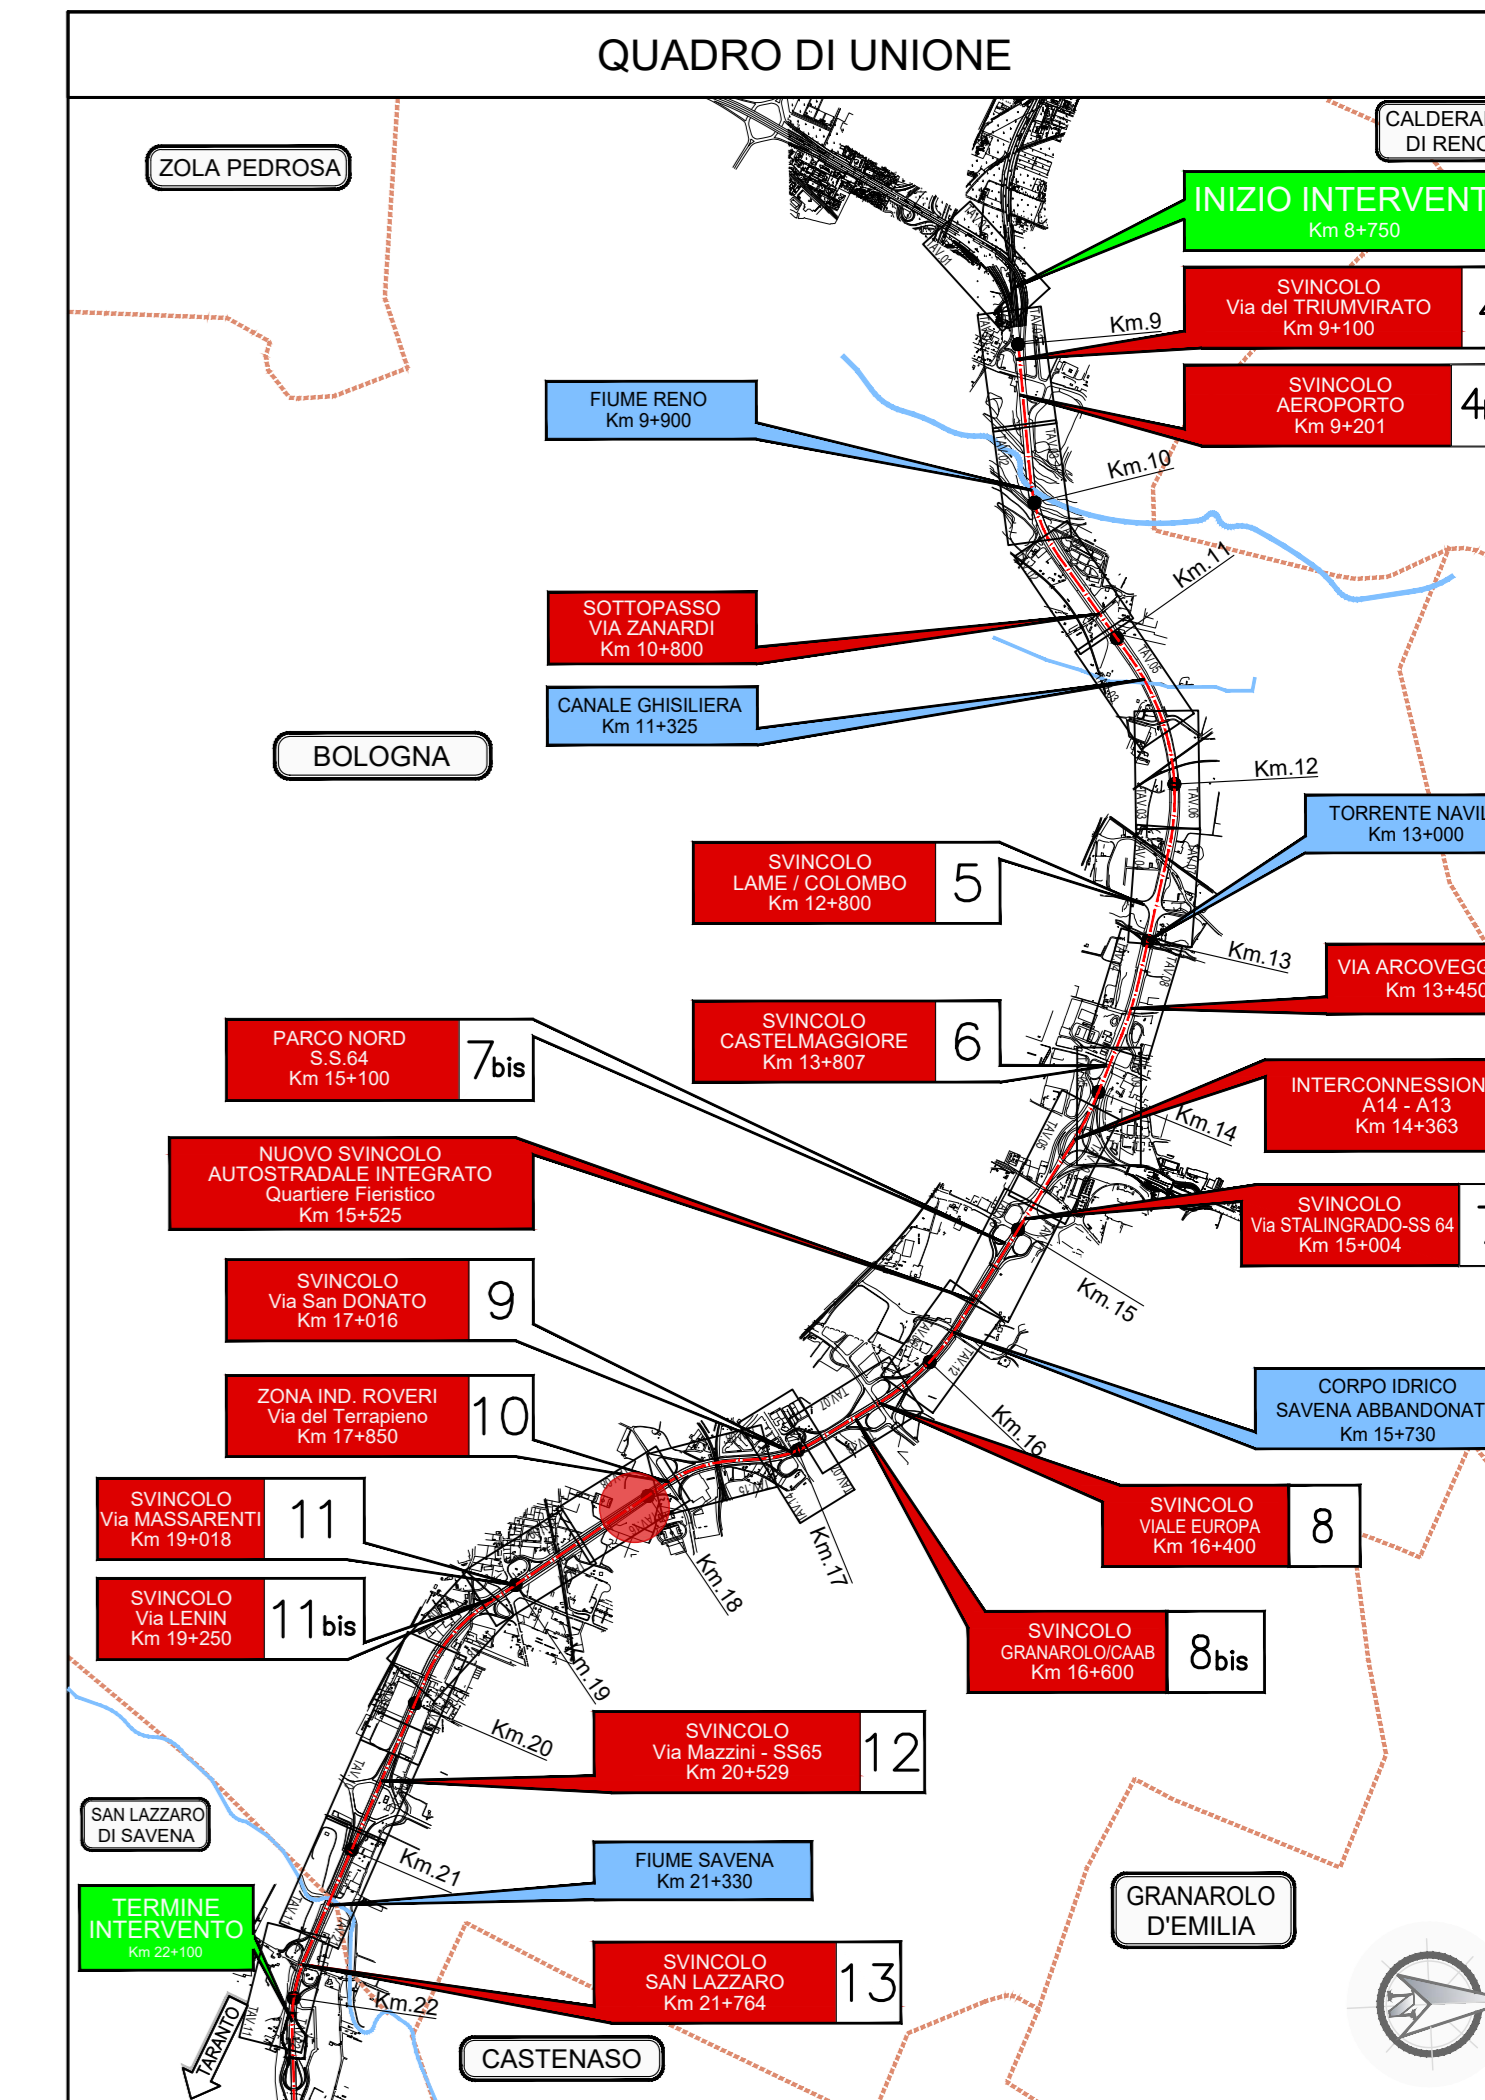 QUADRO DI UNIONE
ZOLA PEDROSA
DI RENO
INIZIO INTERVENT
Km 8+750
SVINCOLO
Via del TRIUMVIRATO
Km 9+100
Km.9
SVINCOLO
AEROPORTO
Km 9+201
FIUME RENO
Km 9+900
Km.10
Km.11
SOTTOPASSO
VIA ZANARDI
Km 10+800
CANALE GHISILIERA
Km 11+325
BOLOGNA
Km.12
TORRENTE NAVIL
Km 13+000
SVINCOLO
LAME / COLOMBO
Km 12+800
5
Km.13
VIA ARCOVEGG
Km 13+450
SVINCOLO
CASTELMAGGIORE
Km 13+807
6
PARCO NORD
S.S.64
Km 15+100
7bis
INTERCONNESSION
A14 - A13
Km 14+363
Km.14
NUOVO SVINCOLO
AUTOSTRADALE INTEGRATO
Quartiere Fieristico
Km 15+525
SVINCOLO
Via STALINGRADO-SS 64
Km 15+004
Km.15
SVINCOLO
Via San DONATO
Km 17+016
9
CORPO IDRICO
SAVENA ABBANDONAT
Km 15+730
ZONA IND. ROVERI
Via del Terrapieno
Km 17+850
10
Km.16
SVINCOLO
VIALE EUROPA
Km 16+400
8
SVINCOLO
Via MASSARENTI
Km 19+018
11
Km.17
Km.18
SVINCOLO
Via LENIN
Km 19+250
11bis
SVINCOLO
GRANAROLO/CAAB
Km 16+600
8bis
Km.19
Km.20
SVINCOLO
Via Mazzini - SS65
Km 20+529
12
SAN LAZZARO
DI SAVENA
Km.21
FIUME SAVENA
Km 21+330
TERMINE
INTERVENTO
Km 22+100
GRANAROLO
D'EMILIA
SVINCOLO
SAN LAZZARO
Km 21+764
13
Km.22
TARANTO
CASTENASO